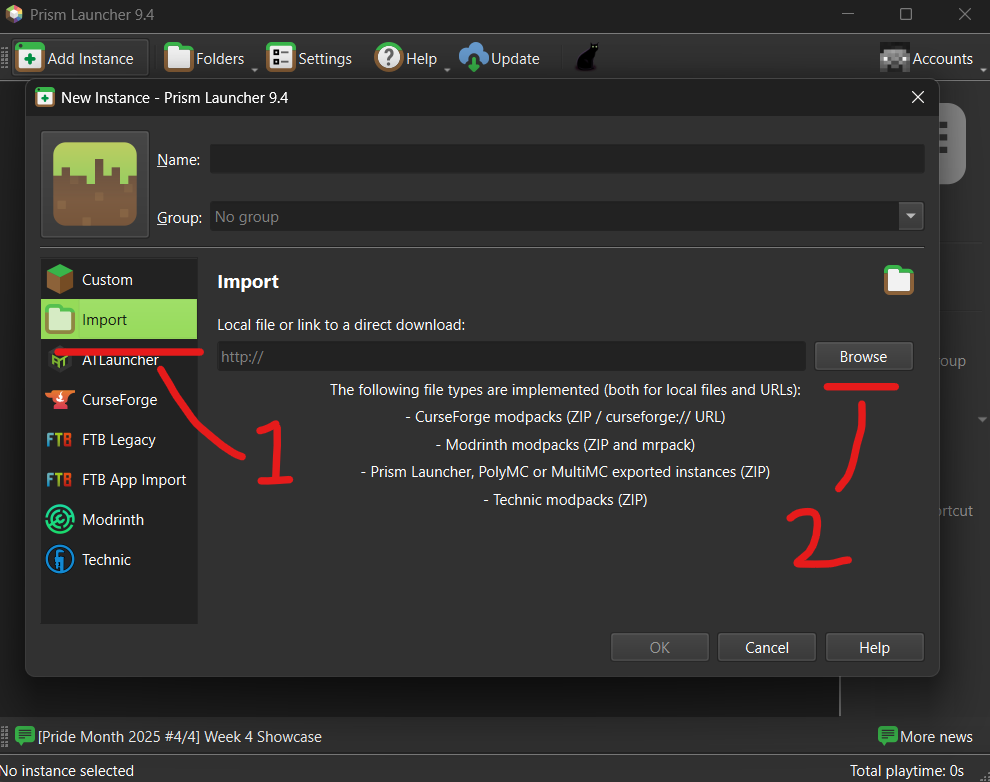 Prism Launcher 9.4
Add Instance Folders Settings Help Update Accounts
New Instance - Prism Launcher 9.4
Name:
Group: No group
Custom
Import
ATLauncher
CurseForge
FTB Legacy
FTB App Import
Modrinth
Technic
Import
Local file or link to a direct download:
http:// Browse
The following file types are implemented (both for local files and URLs):
- CurseForge modpacks (ZIP / curseforge:// URL)
- Modrinth modpacks (ZIP and mrpack)
- Prism Launcher, PolyMC or MultiMC exported instances (ZIP)
- Technic modpacks (ZIP)
1
2
oup
ortcut
OK Cancel Help
[Pride Month 2025 #4/4] Week 4 Showcase More news
No instance selected Total playtime: 0s